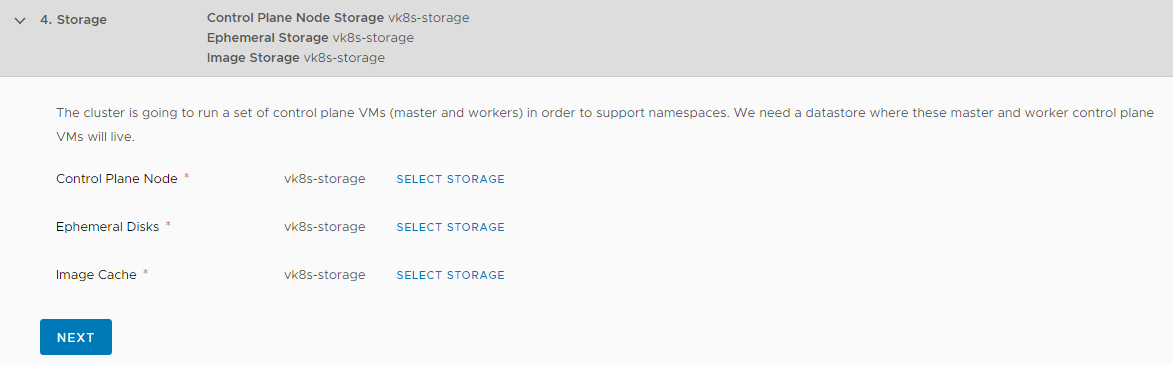 4. Storage
Control Plane Node Storage vk8s-storage
Ephemeral Storage vk8s-storage
Image Storage vk8s-storage
The cluster is going to run a set of control plane VMs (master and workers) in order to support namespaces. We need a datastore where these master and worker control plane
VMs will live.
Control Plane Node * vk8s-storage SELECT STORAGE
Ephemeral Disks * vk8s-storage SELECT STORAGE
Image Cache * vk8s-storage SELECT STORAGE
NEXT